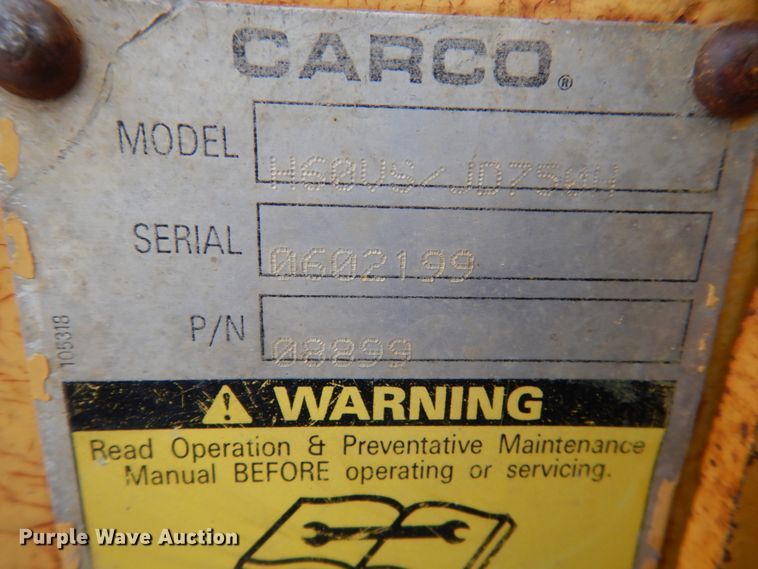 CARCO®
MODEL H60VS/JD750V
SERIAL 0602199
P/N 08899
105318
WARNING
Read Operation & Preventative Maintenance
Manual BEFORE operating or servicing.
Purple Wave Auction